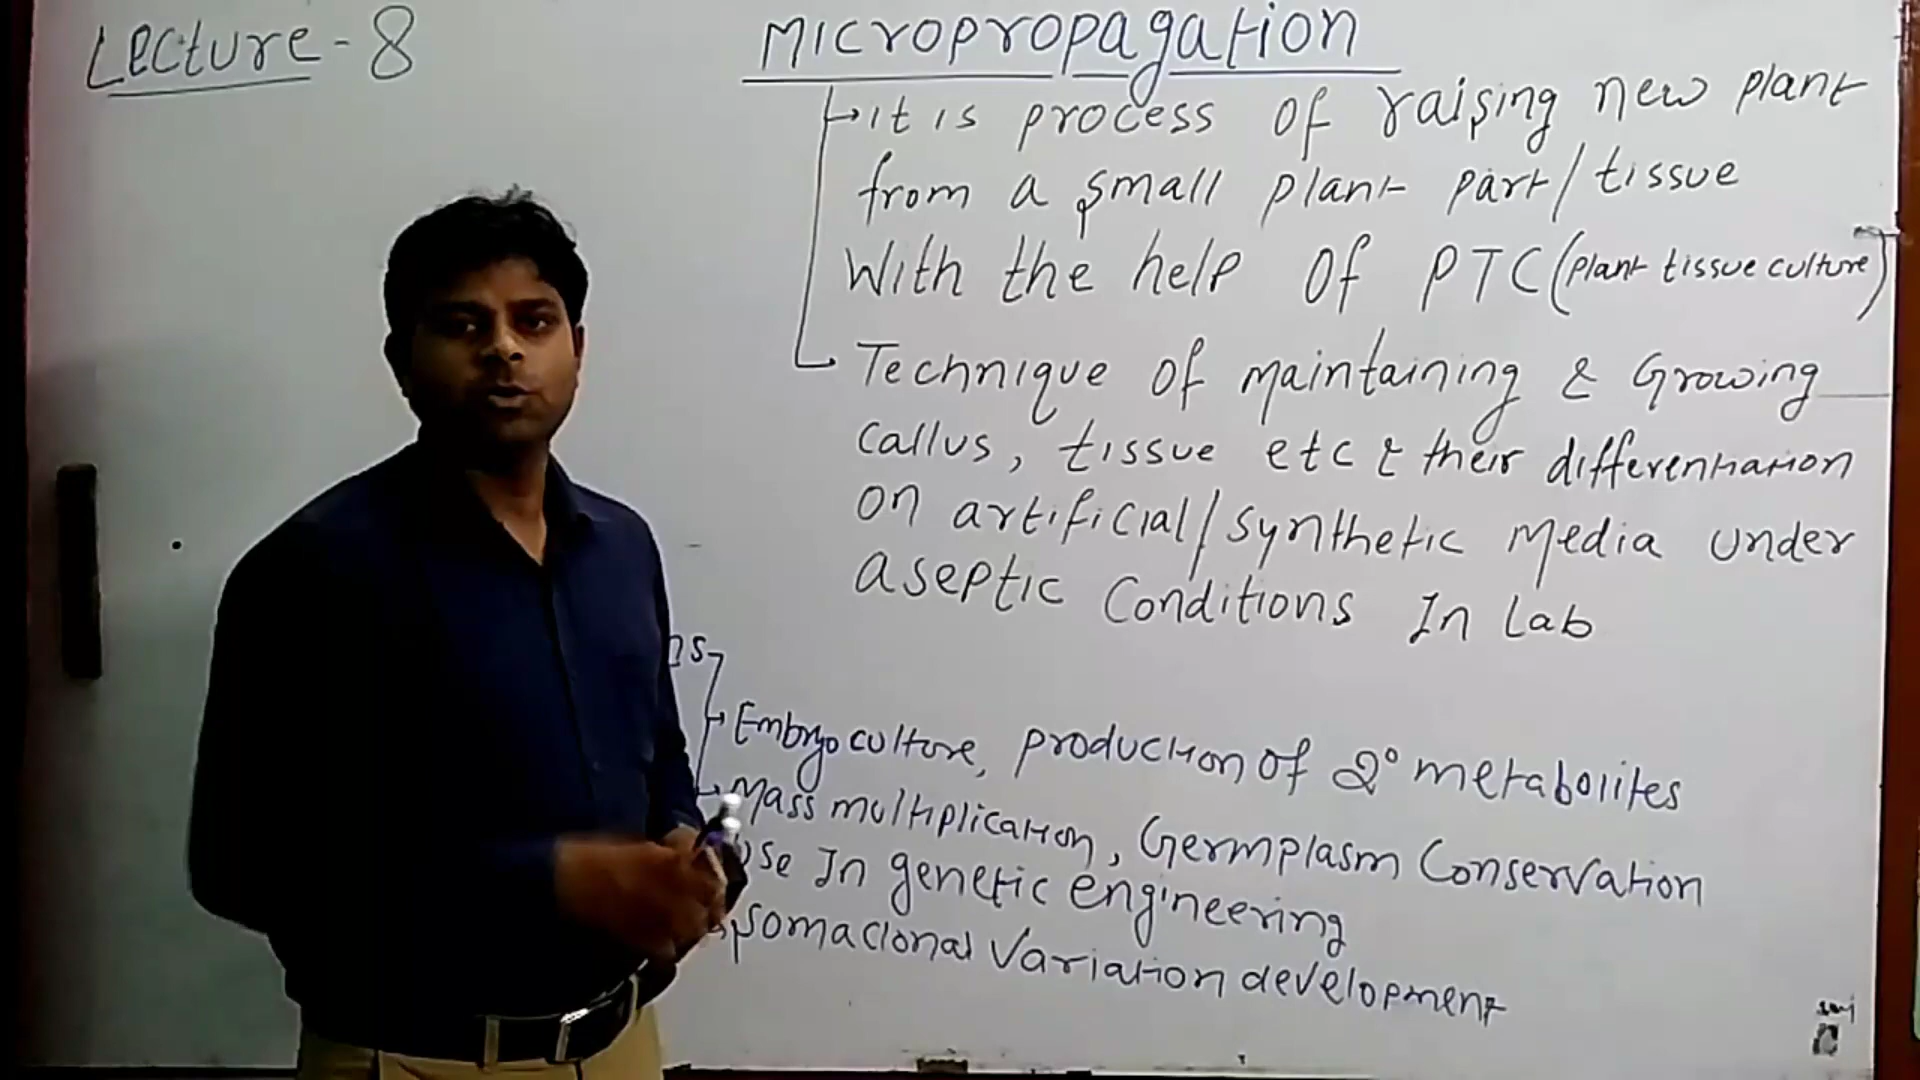 Lecture-8
Micropropagation
It is process of raising new plant
from a small plant part/tissue
With the help of PTC (plant tissue culture)
Technique of maintaining & Growing
callus, tissue etc & their differentiation
on artificial/synthetic Media under
aseptic Conditions In Lab
ns
Embryo culture, production of 2° metabolites
Mass multiplication, Germplasm Conservation
Use In genetic engineering
somaclonal Variation development